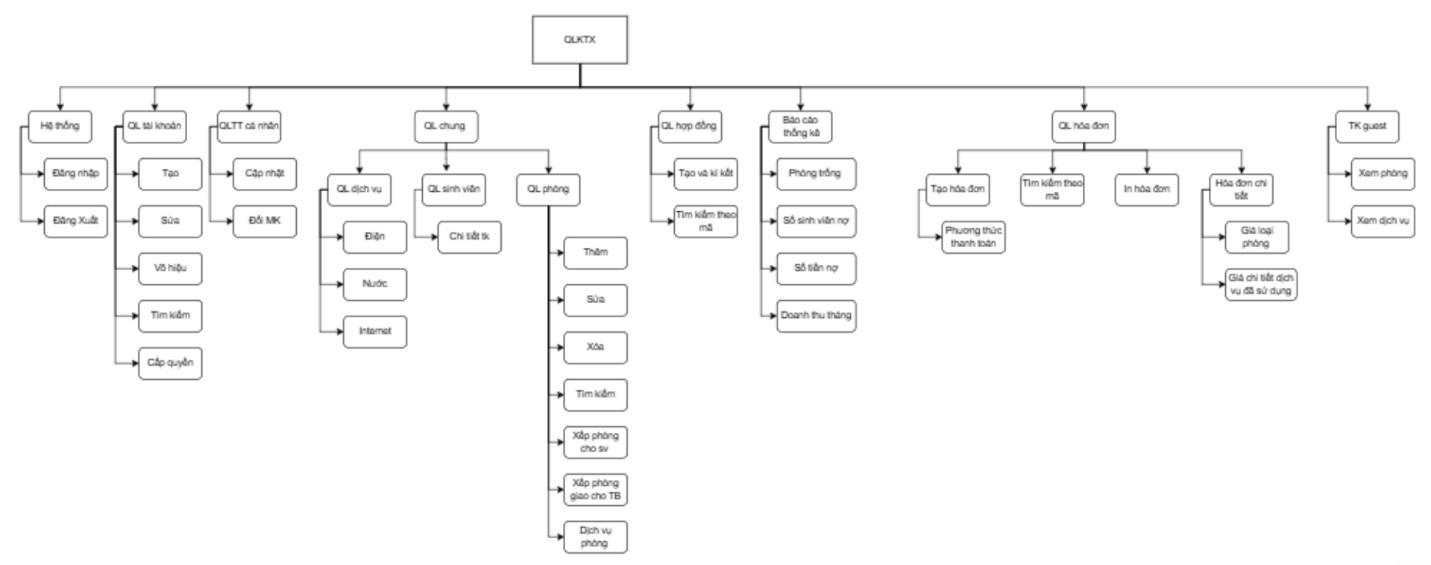 QLKTX
Hệ thống
QL tài khoản
QLTT cá nhân
QL chung
QL hợp đồng
Báo cáo
thống kê
QL hóa đơn
TK guest
Đăng nhập
Đăng Xuất
Tạo
Sửa
Vô hiệu
Tìm kiếm
Cấp quyền
Cập nhật
Đổi MK
QL dịch vụ
QL sinh viên
QL phòng
Điện
Nước
Internet
Chi tiết tk
Thêm
Sửa
Xóa
Tìm kiếm
Xếp phòng
cho sv
Xếp phòng
giao cho TB
Dịch vụ
phòng
Tạo và kí kết
Tìm kiếm theo
mã
Phòng trống
Số sinh viên nợ
Số tiền nợ
Doanh thu tháng
Tạo hóa đơn
Tìm kiếm theo
mã
In hóa đơn
Hóa đơn chi
tiết
Phương thức
thanh toán
Giá loại
phòng
Giá chi tiết dịch
vụ đã sử dụng
Xem phòng
Xem dịch vụ